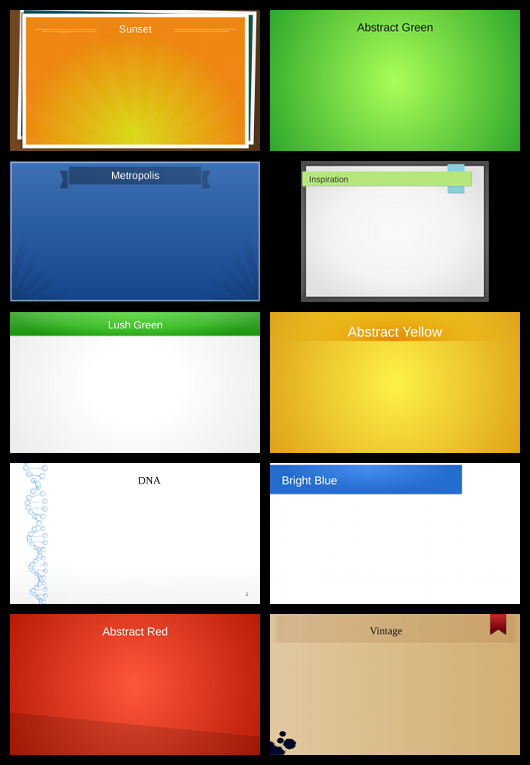 Sunset
Abstract Green
Metropolis
Inspiration
Lush Green
Abstract Yellow
DNA
1
Bright Blue
Abstract Red
Vintage